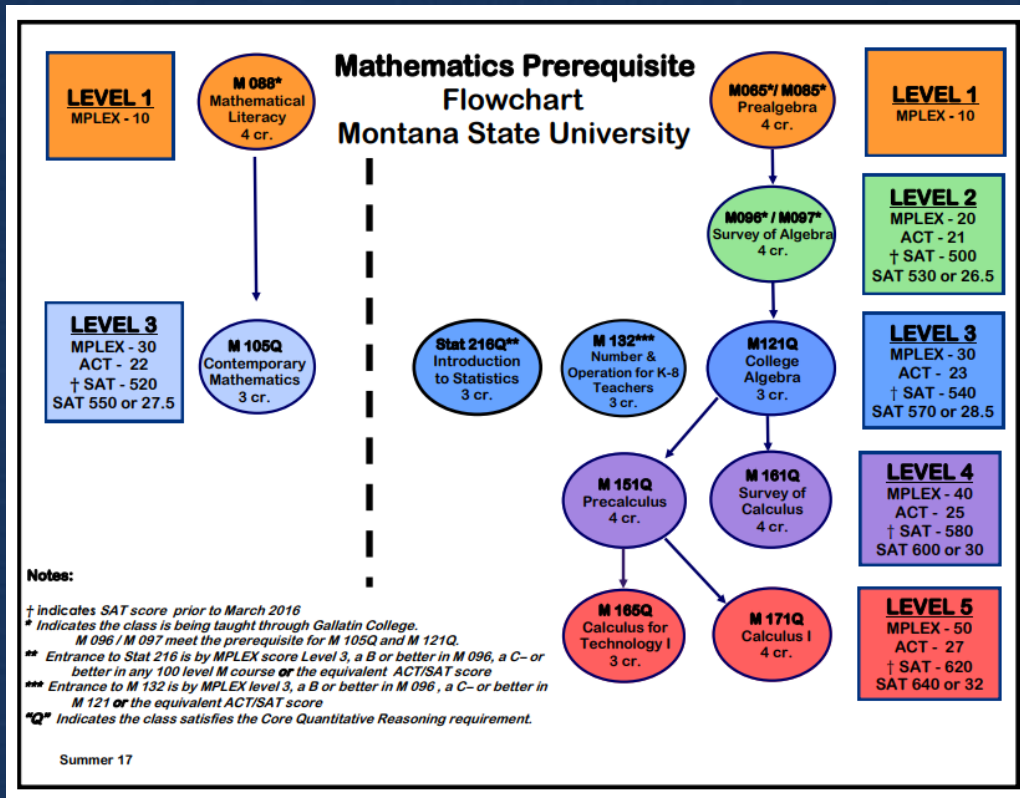 Mathematics Prerequisite
Flowchart
Montana State University
LEVEL 1
MPLEX - 10
M 088*
Mathematical
Literacy
4 cr.
LEVEL 3
MPLEX - 30
ACT - 22
† SAT - 520
SAT 550 or 27.5
M 105Q
Contemporary
Mathematics
3 cr.
M065*/ M085*
Prealgebra
4 cr.
LEVEL 1
MPLEX - 10
M096* / M097*
Survey of Algebra
4 cr.
LEVEL 2
MPLEX - 20
ACT - 21
† SAT - 500
SAT 530 or 26.5
Stat 216Q**
Introduction
to Statistics
3 cr.
M 132***
Number &
Operation for K-8
Teachers
3 cr.
M121Q
College
Algebra
3 cr.
LEVEL 3
MPLEX - 30
ACT - 23
† SAT - 540
SAT 570 or 28.5
M 151Q
Precalculus
4 cr.
M 161Q
Survey of
Calculus
4 cr.
LEVEL 4
MPLEX - 40
ACT - 25
† SAT - 580
SAT 600 or 30
M 165Q
Calculus for
Technology I
3 cr.
M 171Q
Calculus I
4 cr.
LEVEL 5
MPLEX - 50
ACT - 27
† SAT - 620
SAT 640 or 32
Notes:
† indicates SAT score prior to March 2016
* Indicates the class is being taught through Gallatin College.
M 096 / M 097 meet the prerequisite for M 105Q and M 121Q.
** Entrance to Stat 216 is by MPLEX score Level 3, a B or better in M 096, a C– or
better in any 100 level M course or the equivalent ACT/SAT score
*** Entrance to M 132 is by MPLEX level 3, a B or better in M 096 , a C– or better in
M 121 or the equivalent ACT/SAT score
"Q" Indicates the class satisfies the Core Quantitative Reasoning requirement.
Summer 17